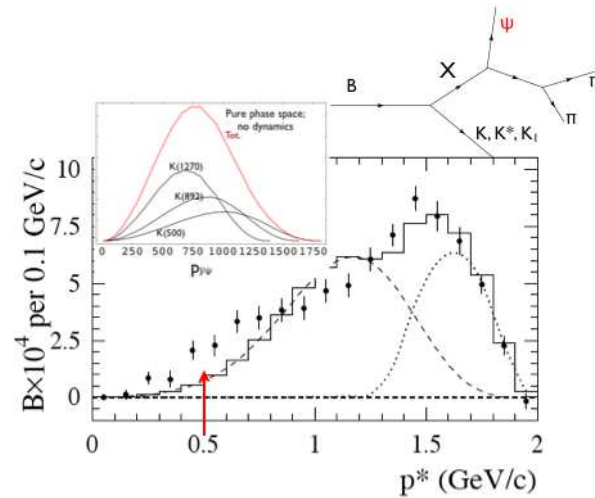 ψ
B
X
π
π
K, K*, K₁
Pure phase space;
no dynamics
Tot.
K(1270)
K(892)
K(500)
0 250 500 750 1000 1250 1500 1750
p J/ψ
10
7.5
5
2.5
0
B×10⁴ per 0.1 GeV/c
0 0.5 1 1.5 2
p* (GeV/c)